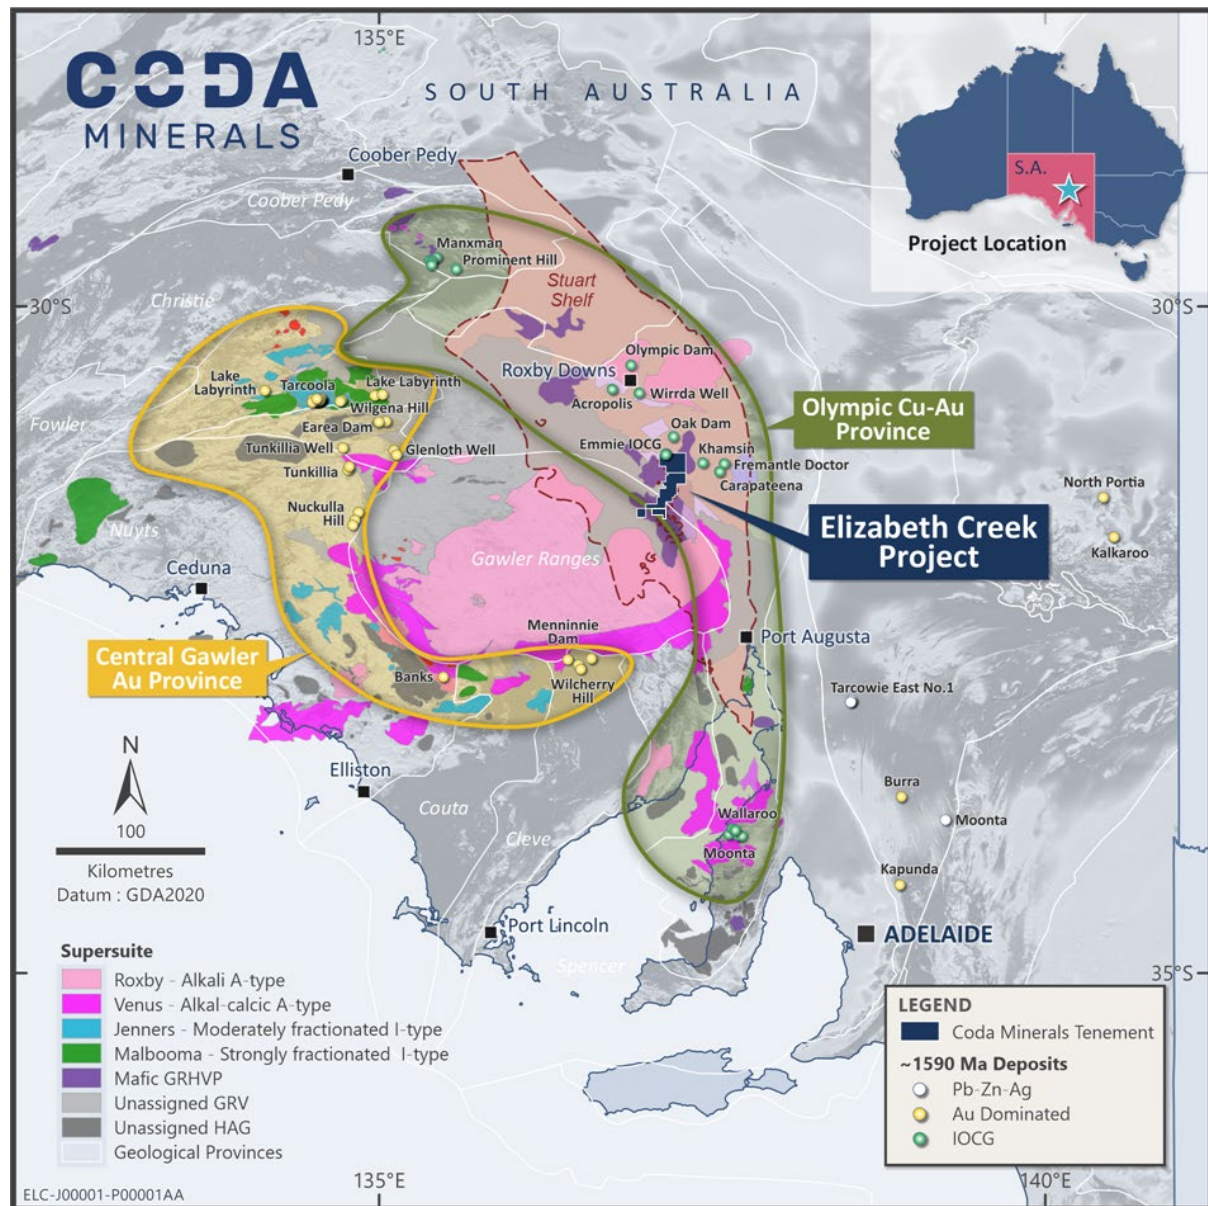 135°E
CODA
MINERALS
SOUTH AUSTRALIA
S.A.
Project Location
Coober Pedy
Coober Pedy
Manxman
Prominent Hill
Stuart
Shelf
Christie
30°S
30°S
Olympic Dam
Roxby Downs
Acropolis
Wirrda Well
Lake
Labyrinth
Tarcoola
Lake Labyrinth
Wilgena Hill
Earea Dam
Fowler
Tunkillia Well
Glenloth Well
Tunkillia
Oak Dam
Emmie IOCG
Khamsin
Fremantle Doctor
Carapateena
Olympic Cu-Au
Province
North Portia
Kalkaroo
Nuckulla
Hill
Nuyts
Elizabeth Creek
Project
Gawler Ranges
Ceduna
Menninnie
Dam
Port Augusta
Central Gawler
Au Province
Banks
Wilcherry
Hill
Tarcowie East No.1
N
100
Kilometres
Datum : GDA2020
Elliston
Couta
Cleve
Burra
Moonta
Wallaroo
Moonta
Kapunda
Port Lincoln
ADELAIDE
Spencer
35°S
Supersuite
Roxby - Alkali A-type
Venus - Alkal-calcic A-type
Jenners - Moderately fractionated I-type
Malbooma - Strongly fractionated I-type
Mafic GRHVP
Unassigned GRV
Unassigned HAG
Geological Provinces
LEGEND
Coda Minerals Tenement
~1590 Ma Deposits
Pb-Zn-Ag
Au Dominated
IOCG
135°E
140°E
ELC-J00001-P00001AA